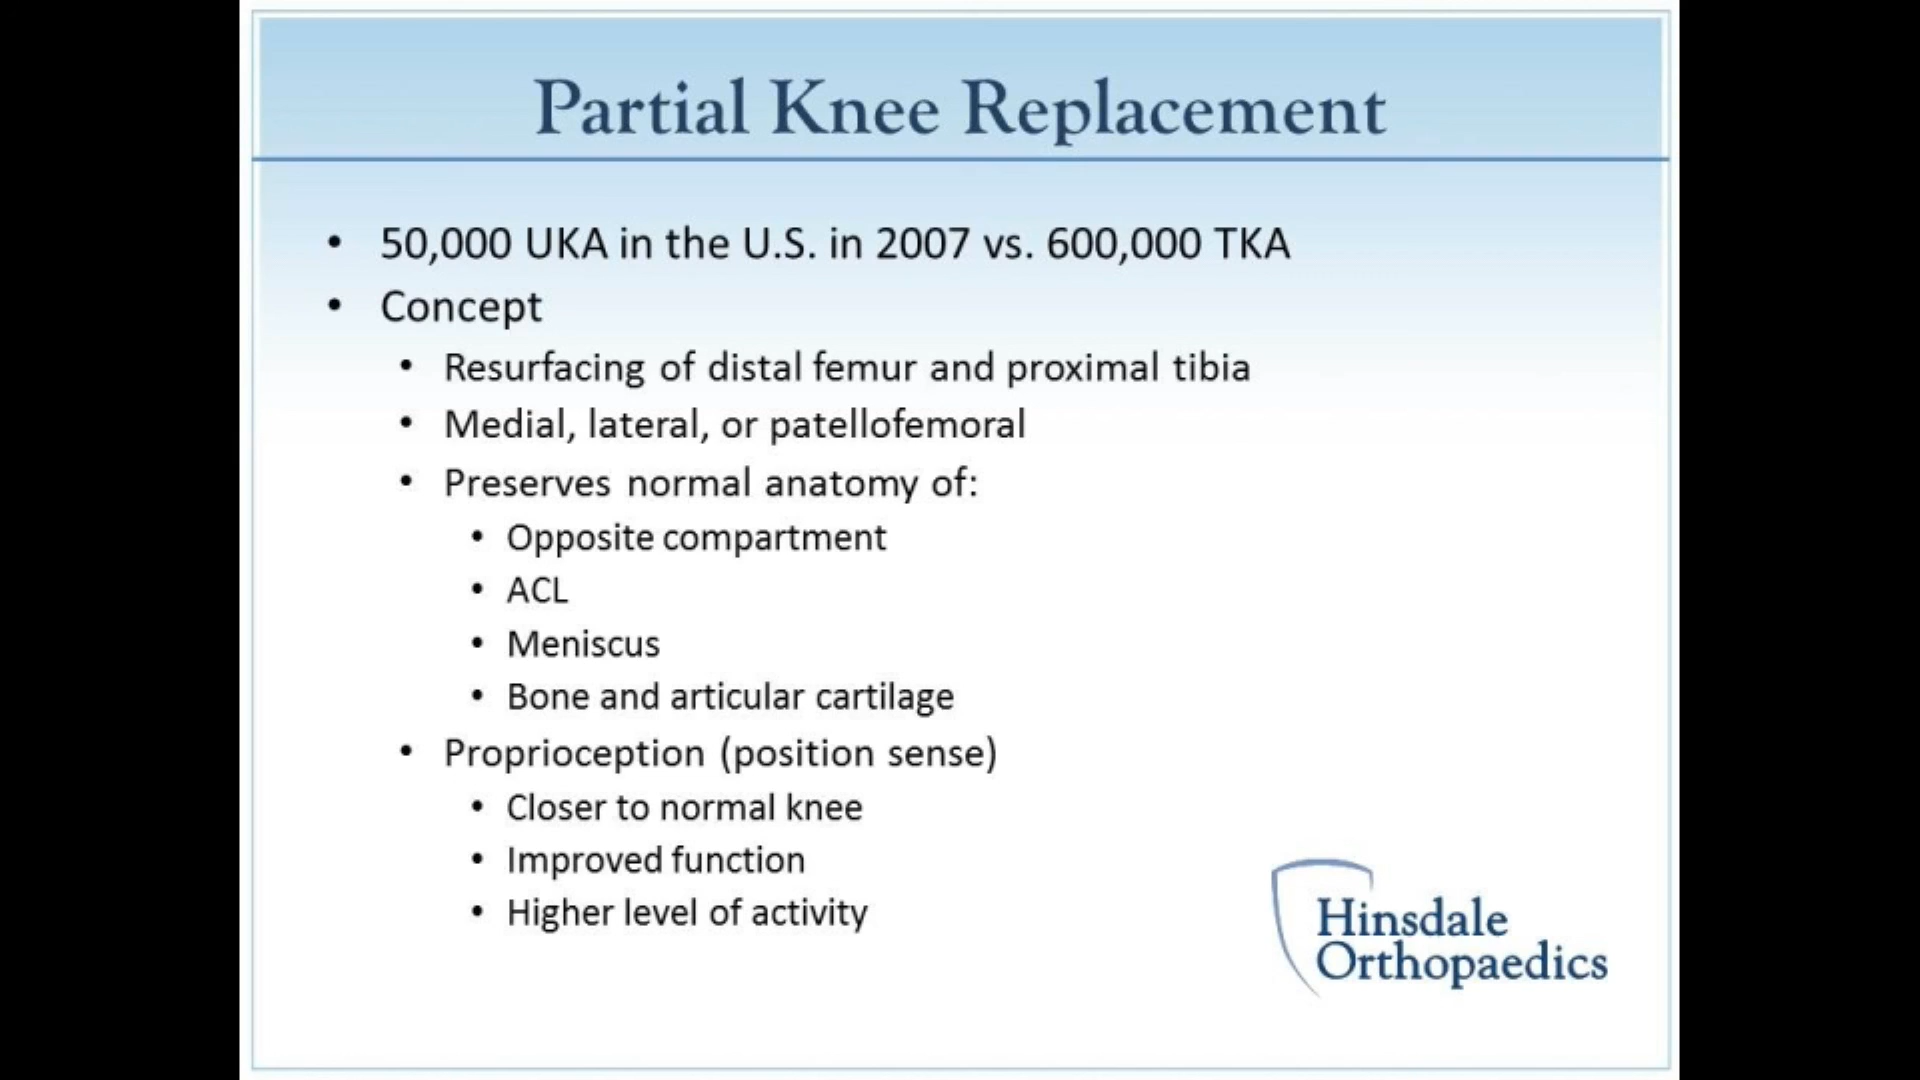 Partial Knee Replacement
• 50,000 UKA in the U.S. in 2007 vs. 600,000 TKA
• Concept
• Resurfacing of distal femur and proximal tibia
• Medial, lateral, or patellofemoral
• Preserves normal anatomy of:
• Opposite compartment
• ACL
• Meniscus
• Bone and articular cartilage
• Proprioception (position sense)
• Closer to normal knee
• Improved function
• Higher level of activity
Hinsdale
Orthopaedics